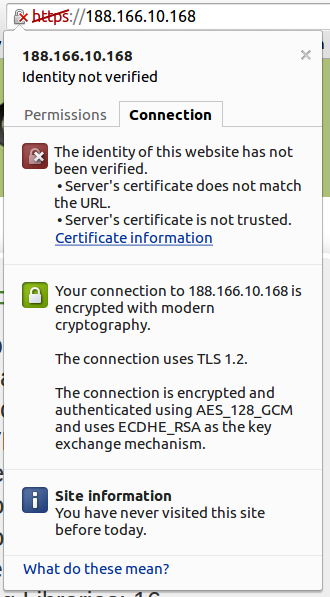 https://188.166.10.168
188.166.10.168
Identity not verified
Permissions
Connection
The identity of this website has not
been verified.
• Server's certificate does not match
the URL.
• Server's certificate is not trusted.
Certificate information
Your connection to 188.166.10.168 is
encrypted with modern
cryptography.
The connection uses TLS 1.2.
The connection is encrypted and
authenticated using AES_128_GCM
and uses ECDHE_RSA as the key
exchange mechanism.
Site information
You have never visited this site
before today.
What do these mean?